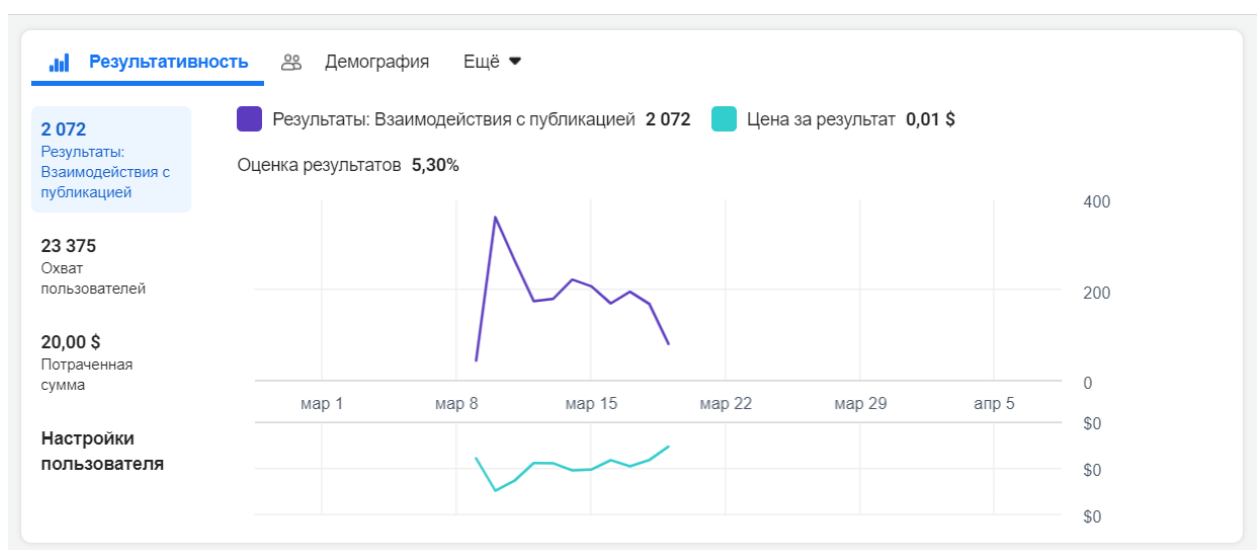 Результативность Демография Ещё
2 072
Результаты:
Взаимодействия с
публикацией
23 375
Охват
пользователей
20,00 $
Потраченная
сумма
Настройки
пользователя
Результаты: Взаимодействия с публикацией 2 072 Цена за результат 0,01 $
Оценка результатов 5,30%
400
200
0
мар 1 мар 8 мар 15 мар 22 мар 29 апр 5
$0
$0
$0